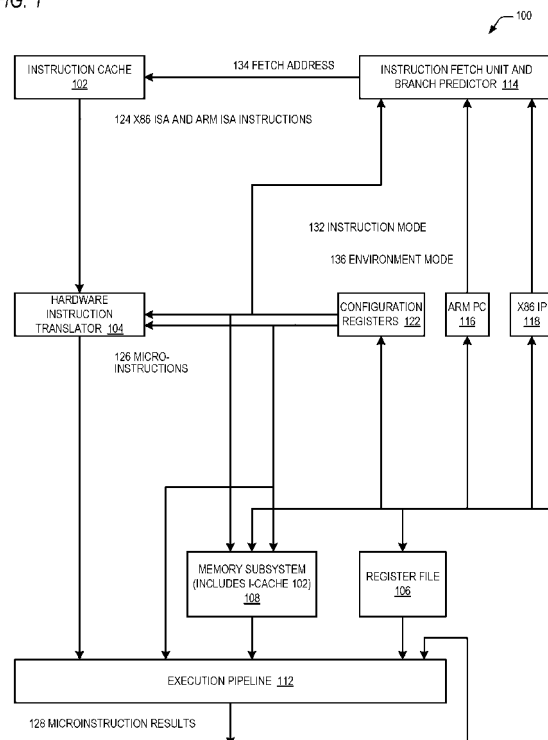 FIG. 1
100
INSTRUCTION CACHE
102
134 FETCH ADDRESS
INSTRUCTION FETCH UNIT AND
BRANCH PREDICTOR 114
124 X86 ISA AND ARM ISA INSTRUCTIONS
132 INSTRUCTION MODE
136 ENVIRONMENT MODE
HARDWARE
INSTRUCTION
TRANSLATOR 104
CONFIGURATION
REGISTERS 122
ARM PC
116
X86 IP
118
126 MICRO-
INSTRUCTIONS
MEMORY SUBSYSTEM
(INCLUDES I-CACHE 102)
108
REGISTER FILE
106
EXECUTION PIPELINE 112
128 MICROINSTRUCTION RESULTS